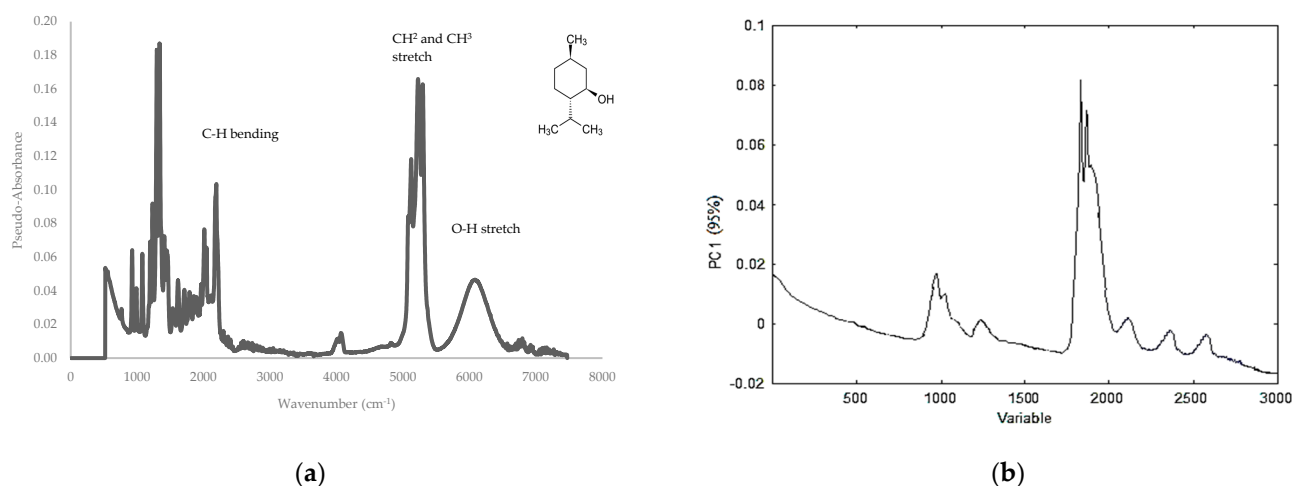 0.20
0.18
0.16
0.14
0.12
0.10
0.08
0.06
0.04
0.02
0.00
Pseudo-Absorbance
0 1000 2000 3000 4000 5000 6000 7000 8000
Wavenumber (cm⁻¹)
C-H bending
CH² and CH³
stretch
O-H stretch
CH₃
OH
H₃C CH₃
(a)
0.1
0.08
0.06
0.04
0.02
0
-0.02
PC 1 (95%)
500 1000 1500 2000 2500 3000
Variable
(b)